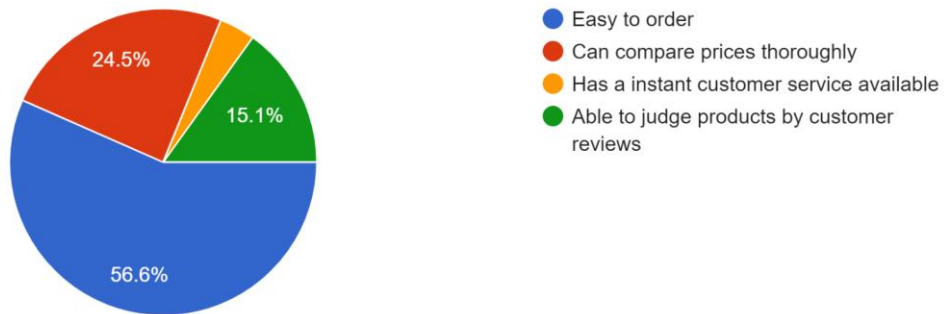 24.5%
15.1%
56.6%
Easy to order
Can compare prices thoroughly
Has a instant customer service available
Able to judge products by customer
reviews